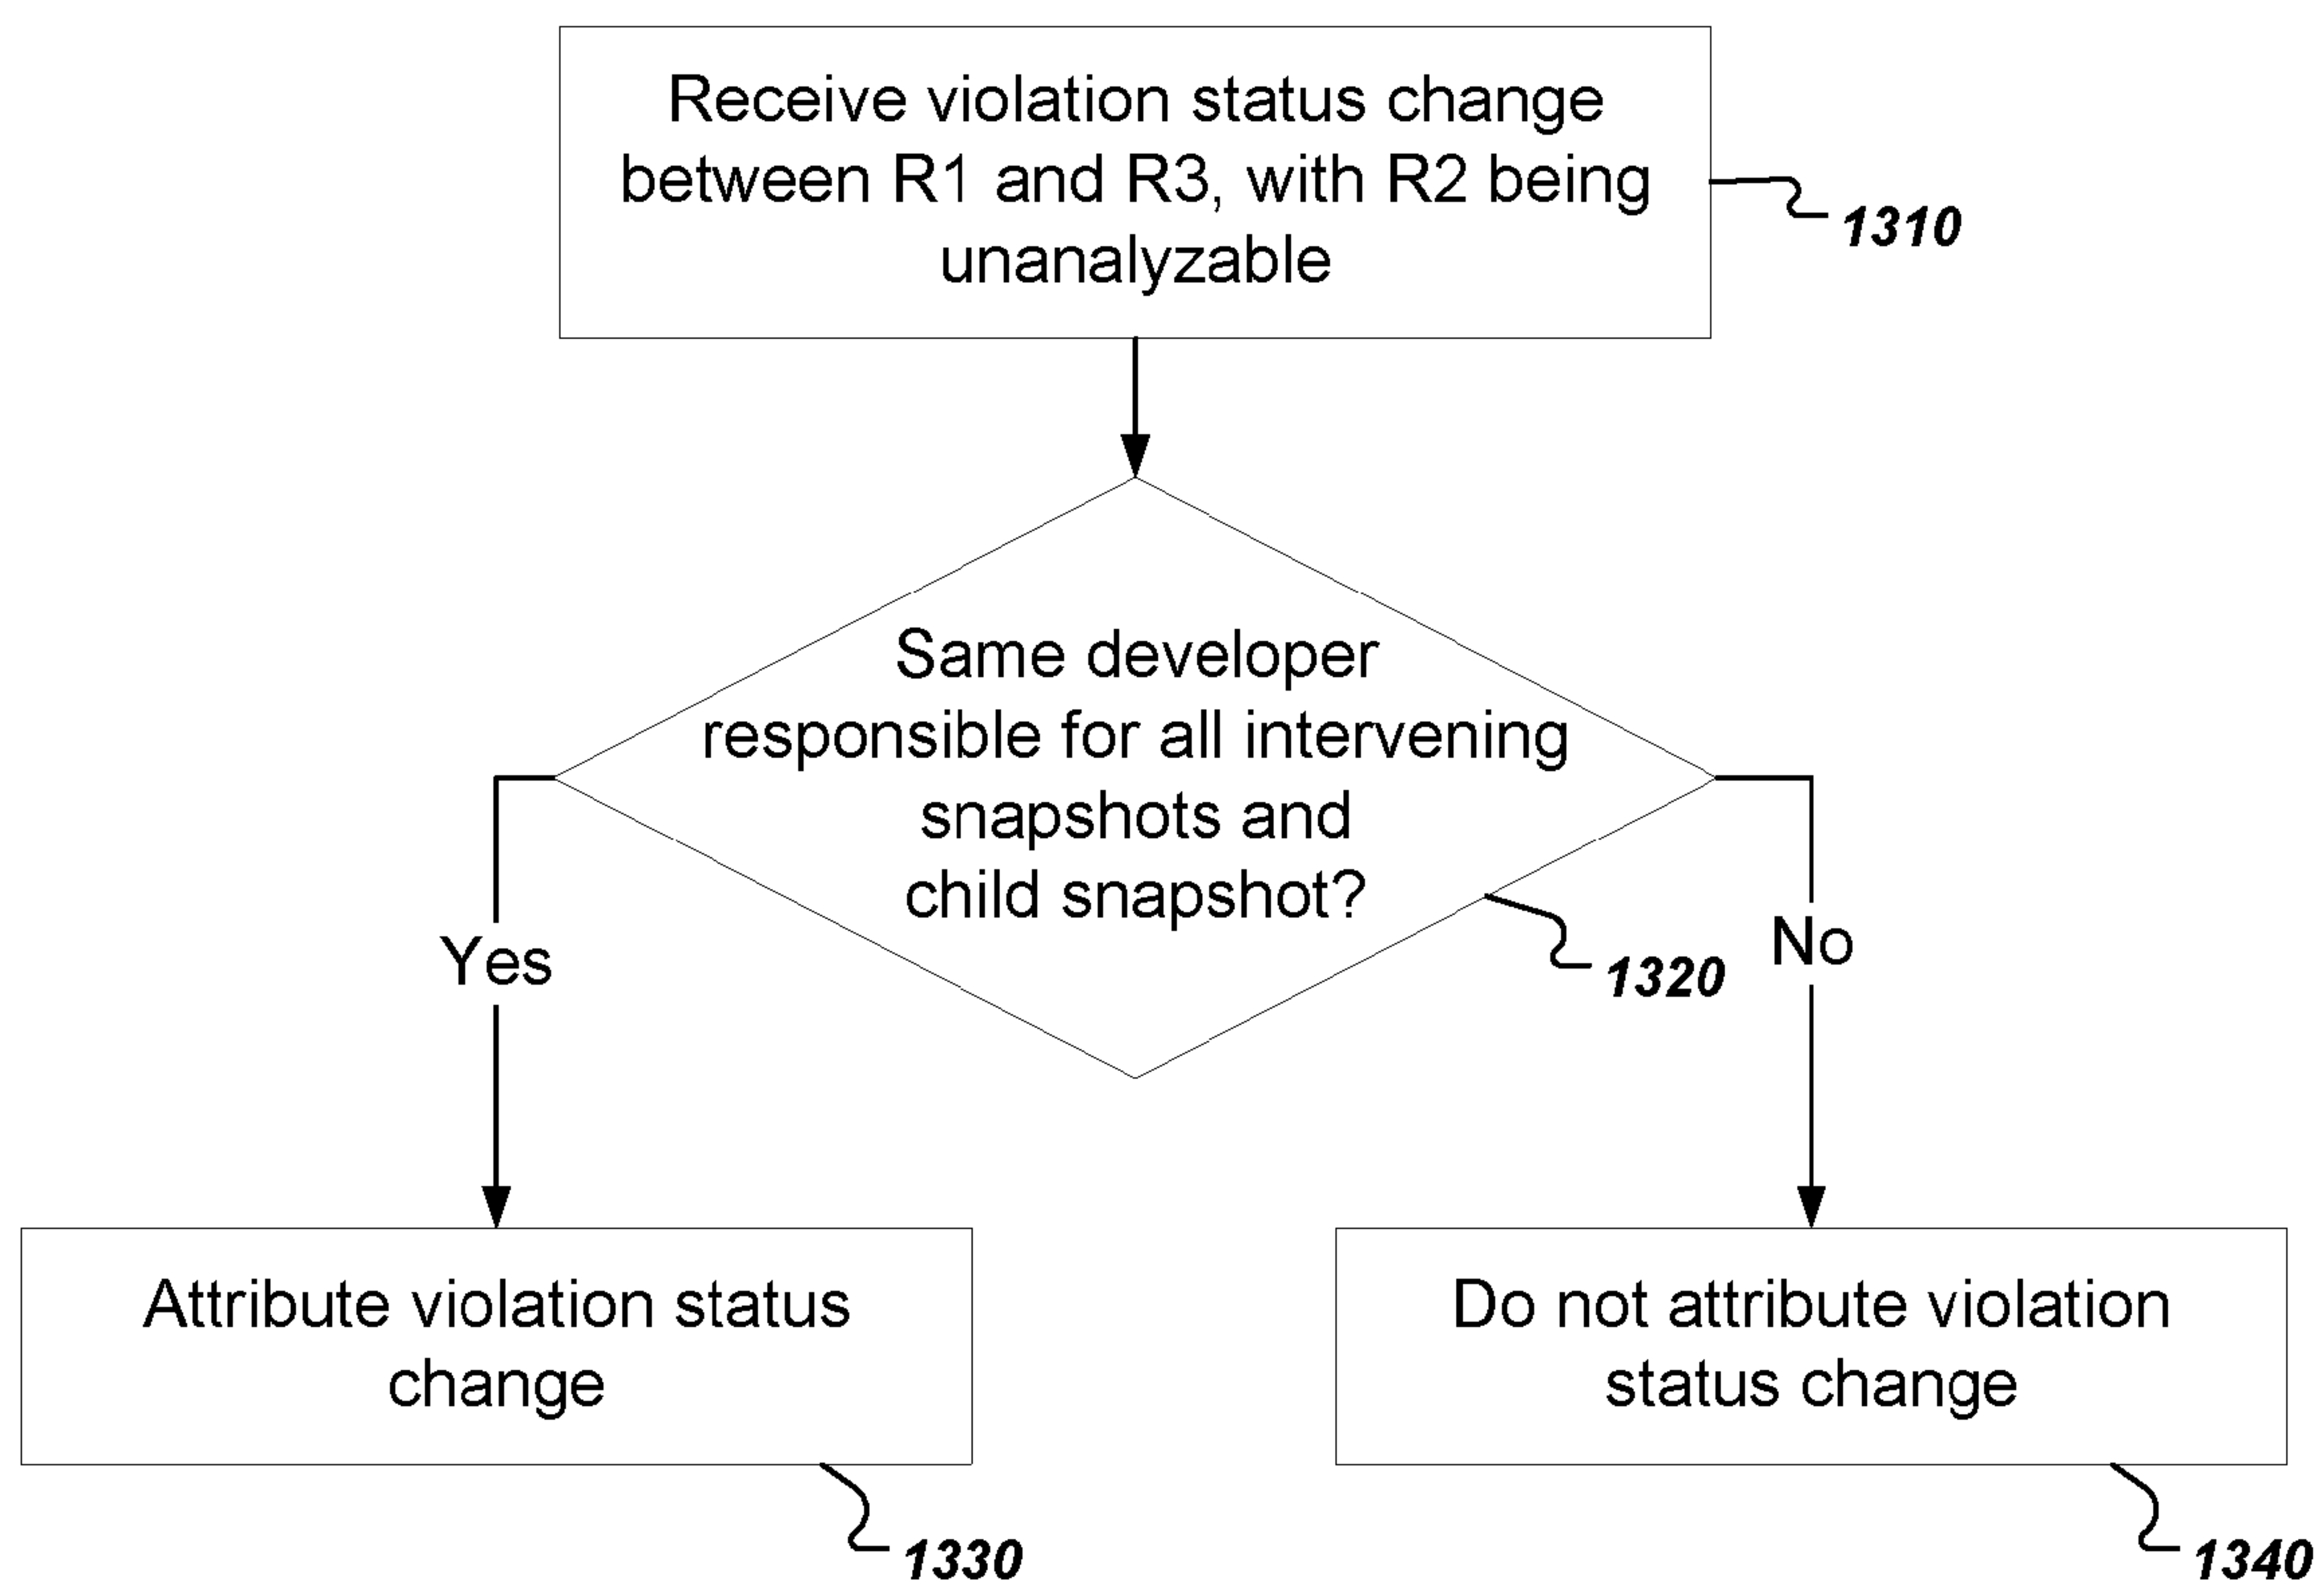 Receive violation status change
between R1 and R3, with R2 being
unanalyzable
1310
Same developer
responsible for all intervening
snapshots and
child snapshot?
1320
Yes
No
Attribute violation status
change
1330
Do not attribute violation
status change
1340